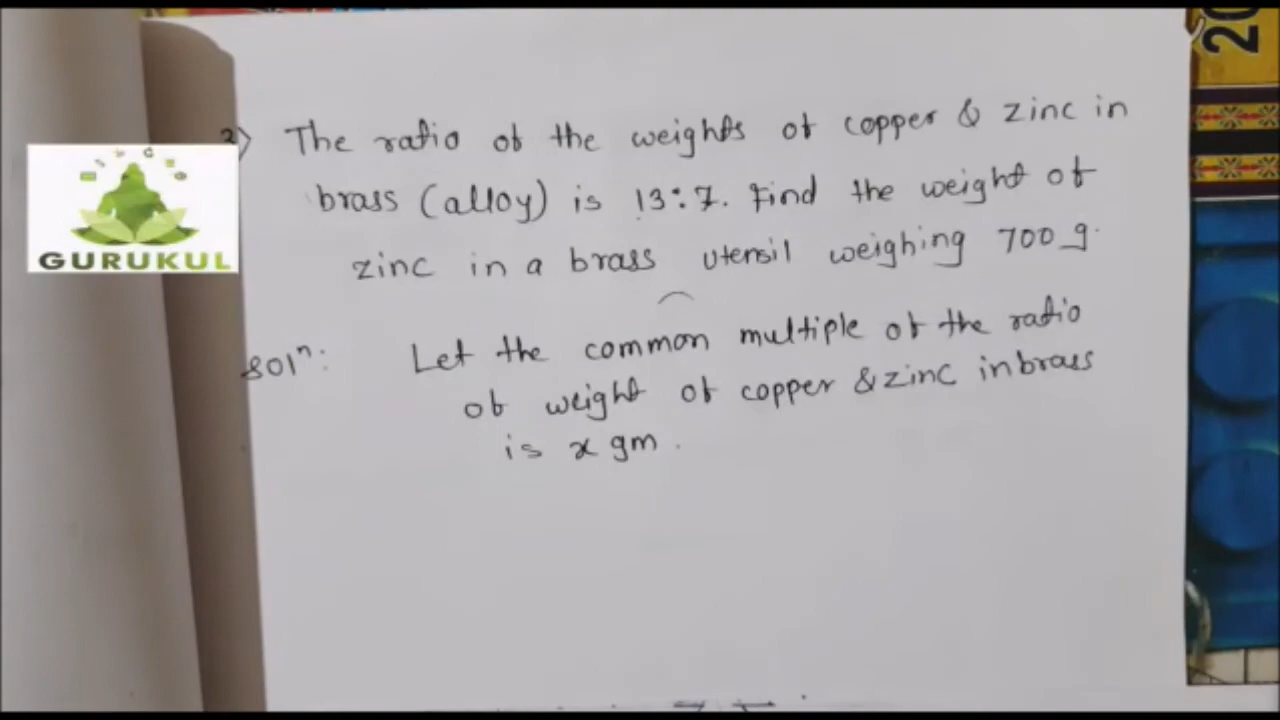 2) The ratio of the weights of copper & zinc in
brass (alloy) is 13:7. Find the weight of
zinc in a brass utensil weighing 700 g.
Solⁿ: Let the common multiple of the ratio
of weight of copper & zinc in brass
is x gm.
GURUKUL
20